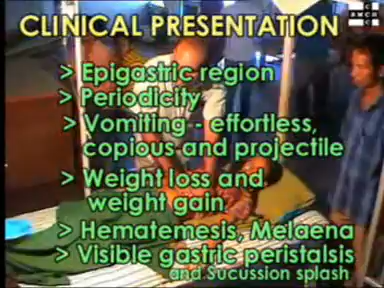 CLINICAL PRESENTATION
> Epigastric region
> Periodicity
> Vomiting - effortless,
copious and projectile
> Weight loss and
weight gain
> Hematemesis, Melaena
> Visible gastric peristalsis
and Sucussion splash